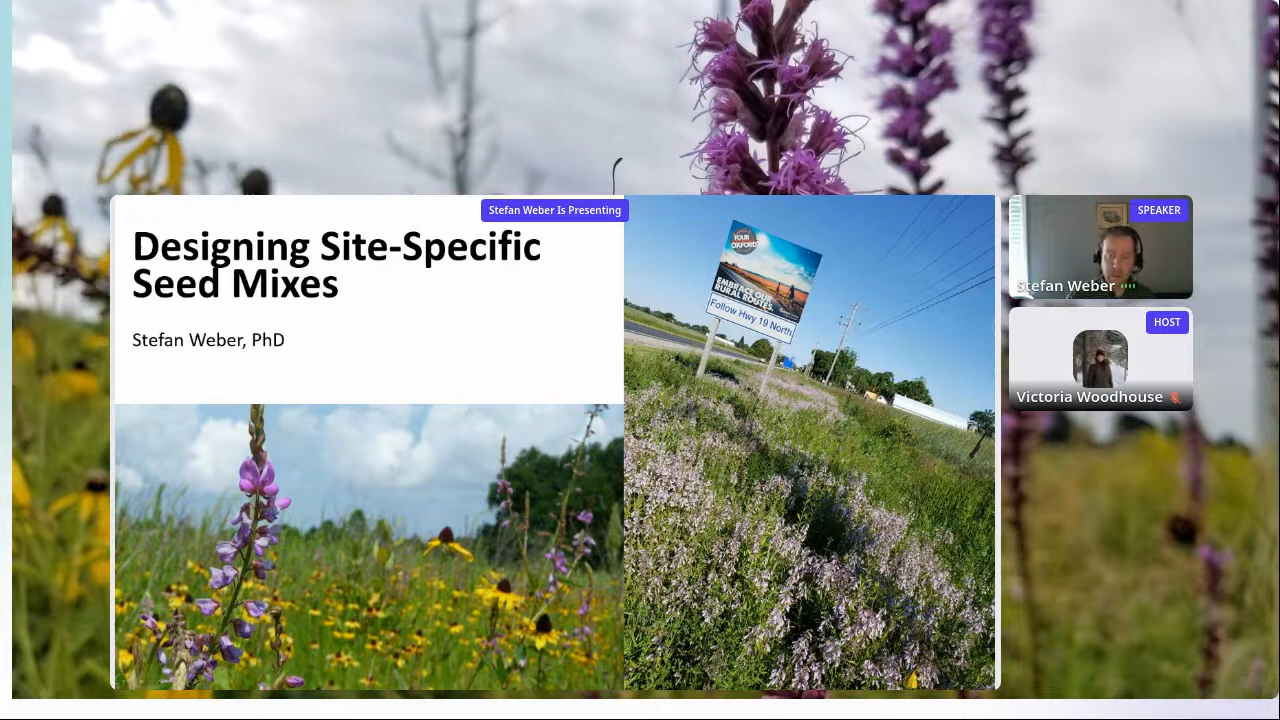 Stefan Weber Is Presenting
Designing Site-Specific
Seed Mixes
Stefan Weber, PhD
TOUR
OXFORD
EMBRACE OUR
RURAL ROUTES
Follow Hwy 19 North
SPEAKER
Stefan Weber
HOST
Victoria Woodhouse